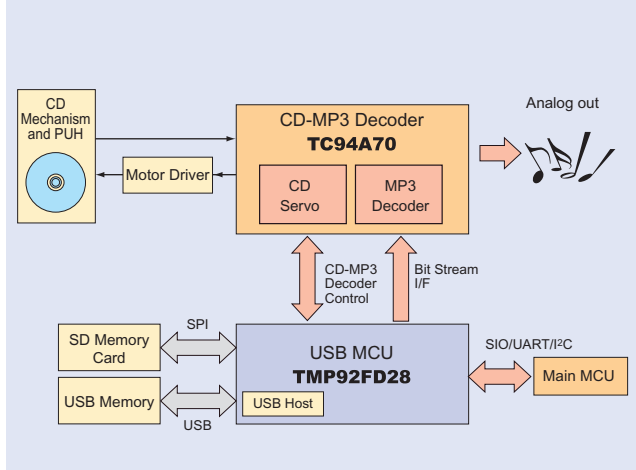 CD
Mechanism
and PUH
Motor Driver
CD-MP3 Decoder
TC94A70
CD
Servo
MP3
Decoder
Analog out
CD-MP3
Decoder
Control
Bit Stream
I/F
SD Memory
Card
SPI
USB Memory
USB
USB MCU
TMP92FD28
USB Host
SIO/UART/I²C
Main MCU